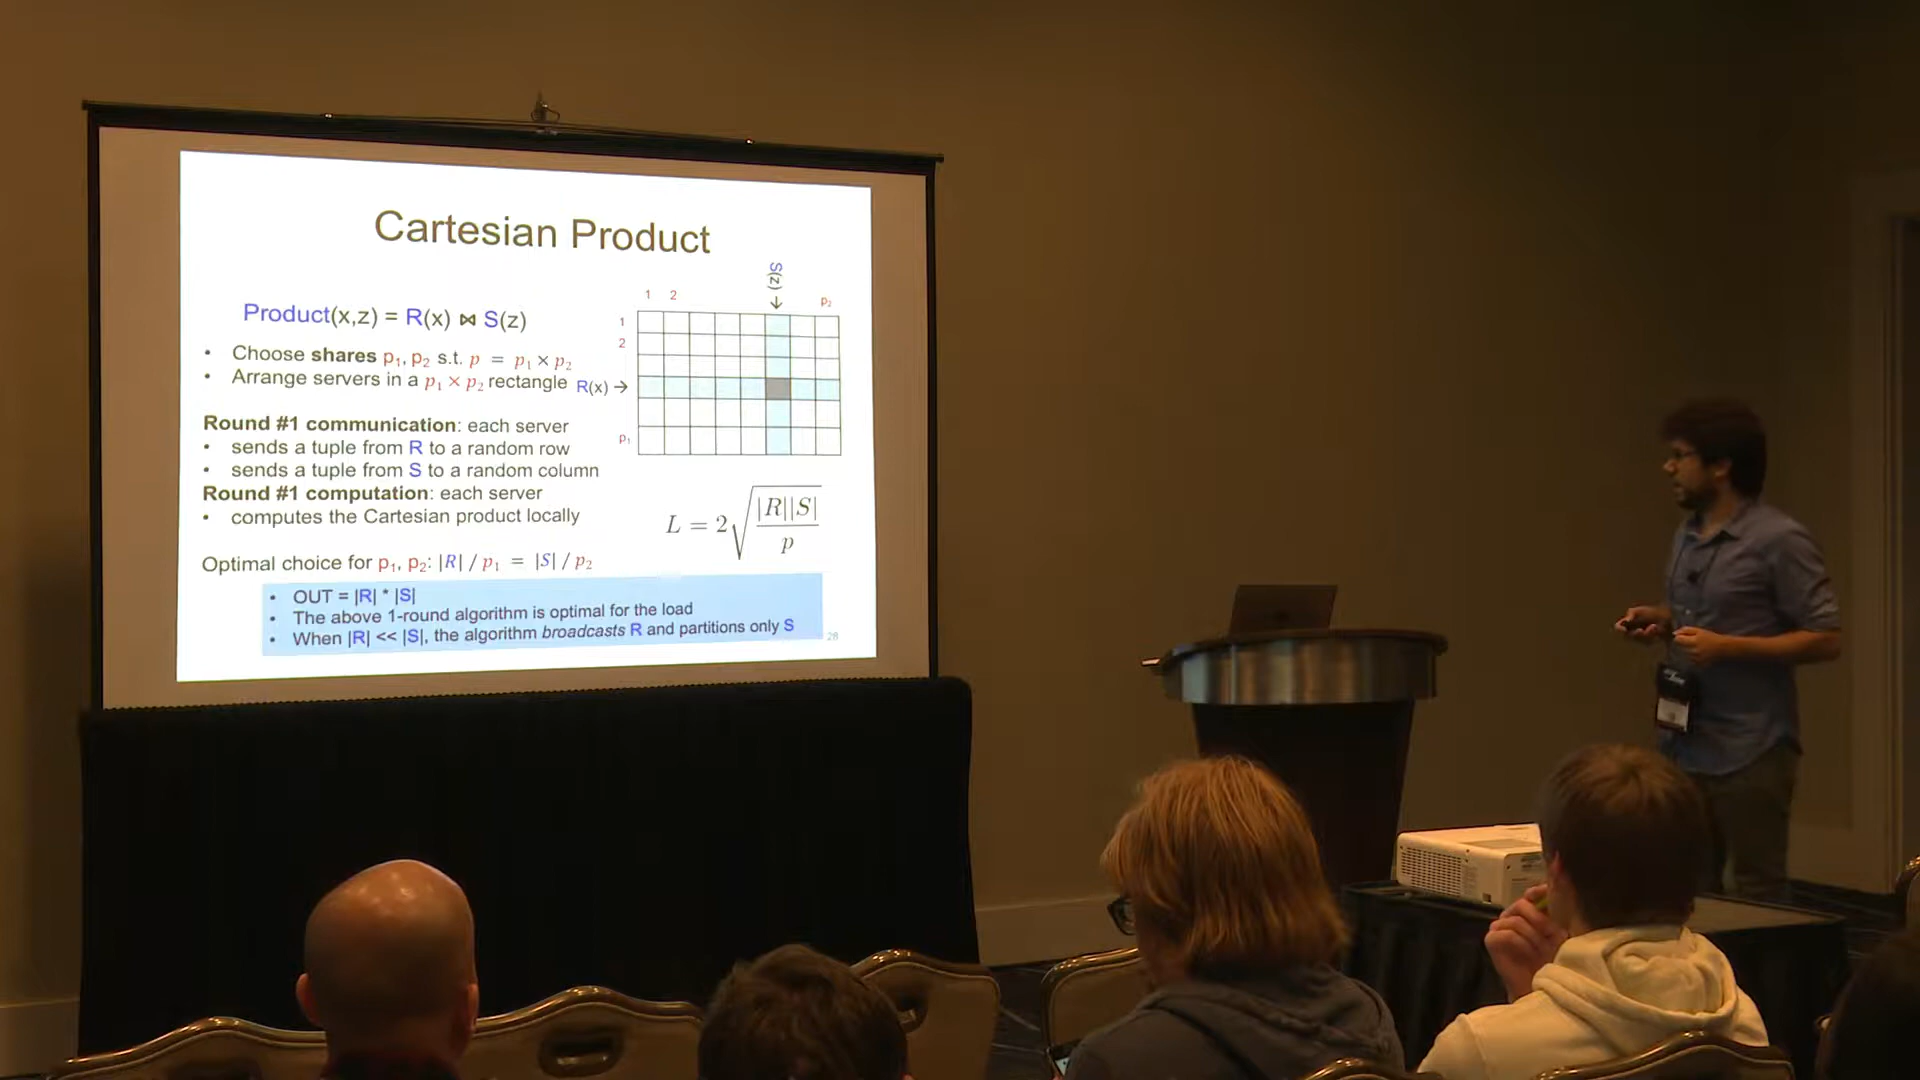 Cartesian Product
Product(x,z) = R(x) ⋈ S(z)
• Choose shares p₁, p₂ s.t. p = p₁ × p₂
• Arrange servers in a p₁ × p₂ rectangle
Round #1 communication: each server
• sends a tuple from R to a random row
• sends a tuple from S to a random column
Round #1 computation: each server
• computes the Cartesian product locally
Optimal choice for p₁, p₂: |R| / p₁ = |S| / p₂
S(z)
1 2 p₂
1
2
R(x) →
p₁
L = 2√(|R||S| / p)
• OUT = |R| * |S|
• The above 1-round algorithm is optimal for the load
• When |R| << |S|, the algorithm broadcasts R and partitions only S
28